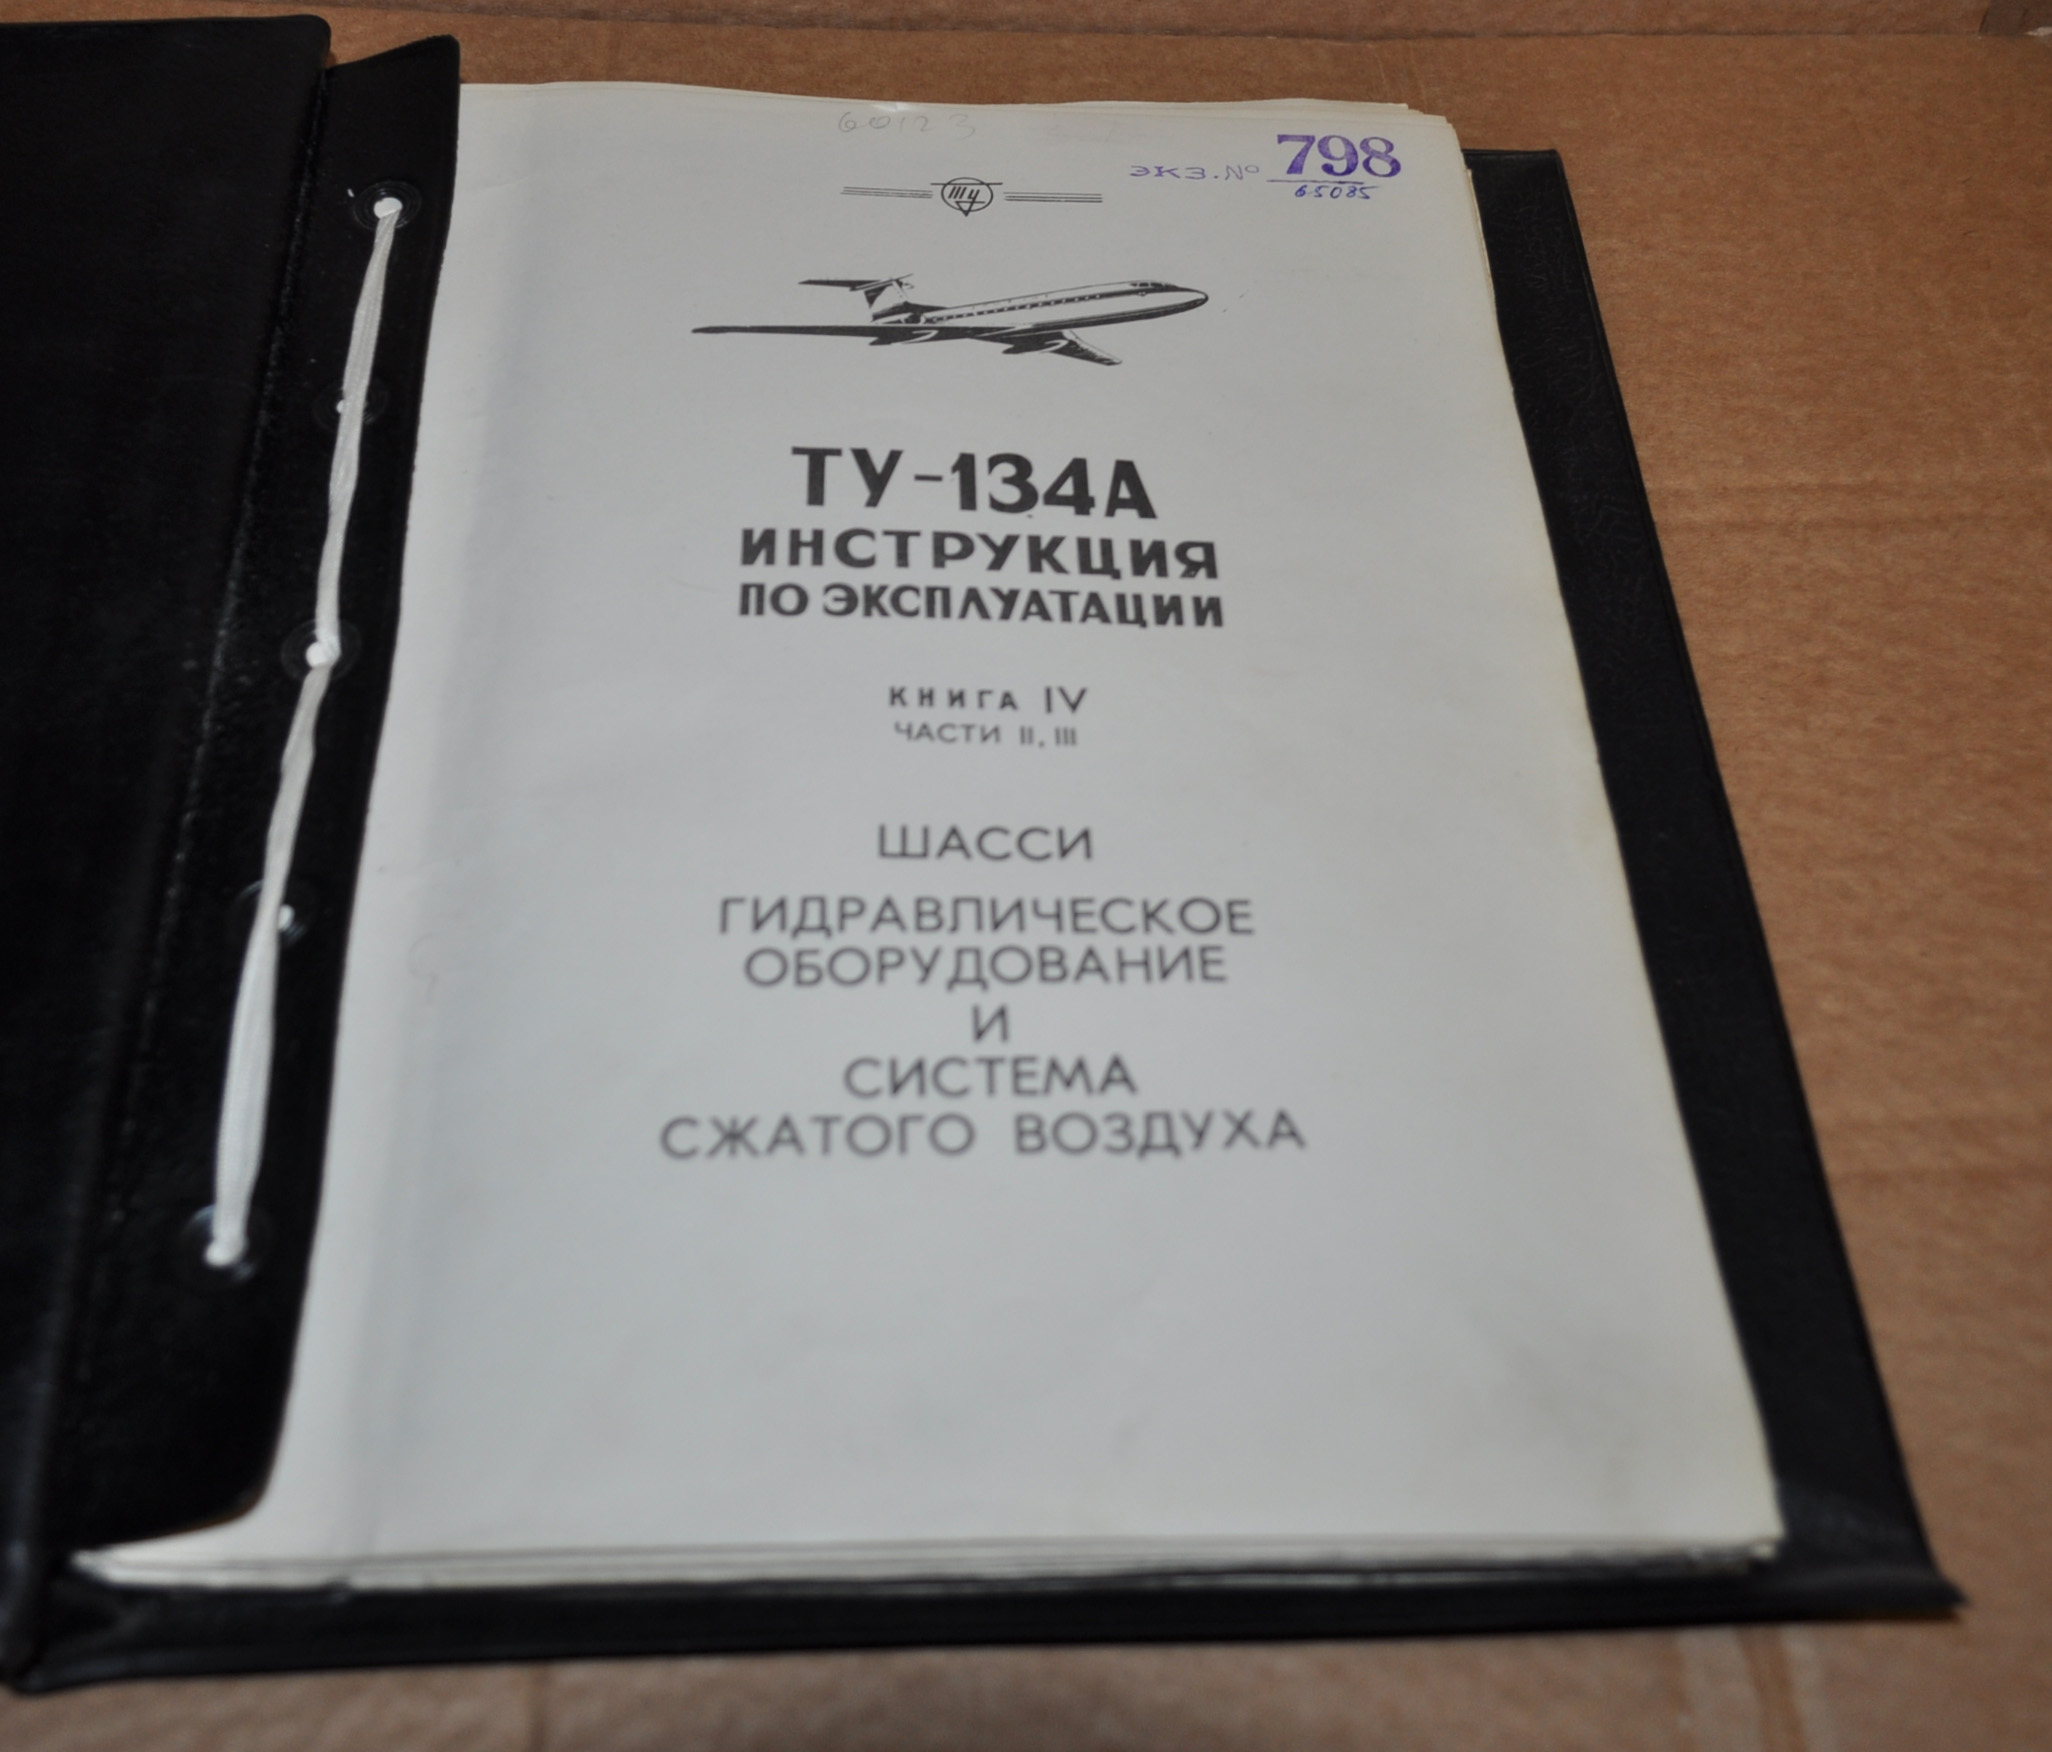 60123
ЭКЗ.№ 798
65085
ТУ
ТУ-134А
ИНСТРУКЦИЯ
ПО ЭКСПЛУАТАЦИИ
КНИГА IV
ЧАСТИ II, III
ШАССИ
ГИДРАВЛИЧЕСКОЕ
ОБОРУДОВАНИЕ
И
СИСТЕМА
СЖАТОГО ВОЗДУХА